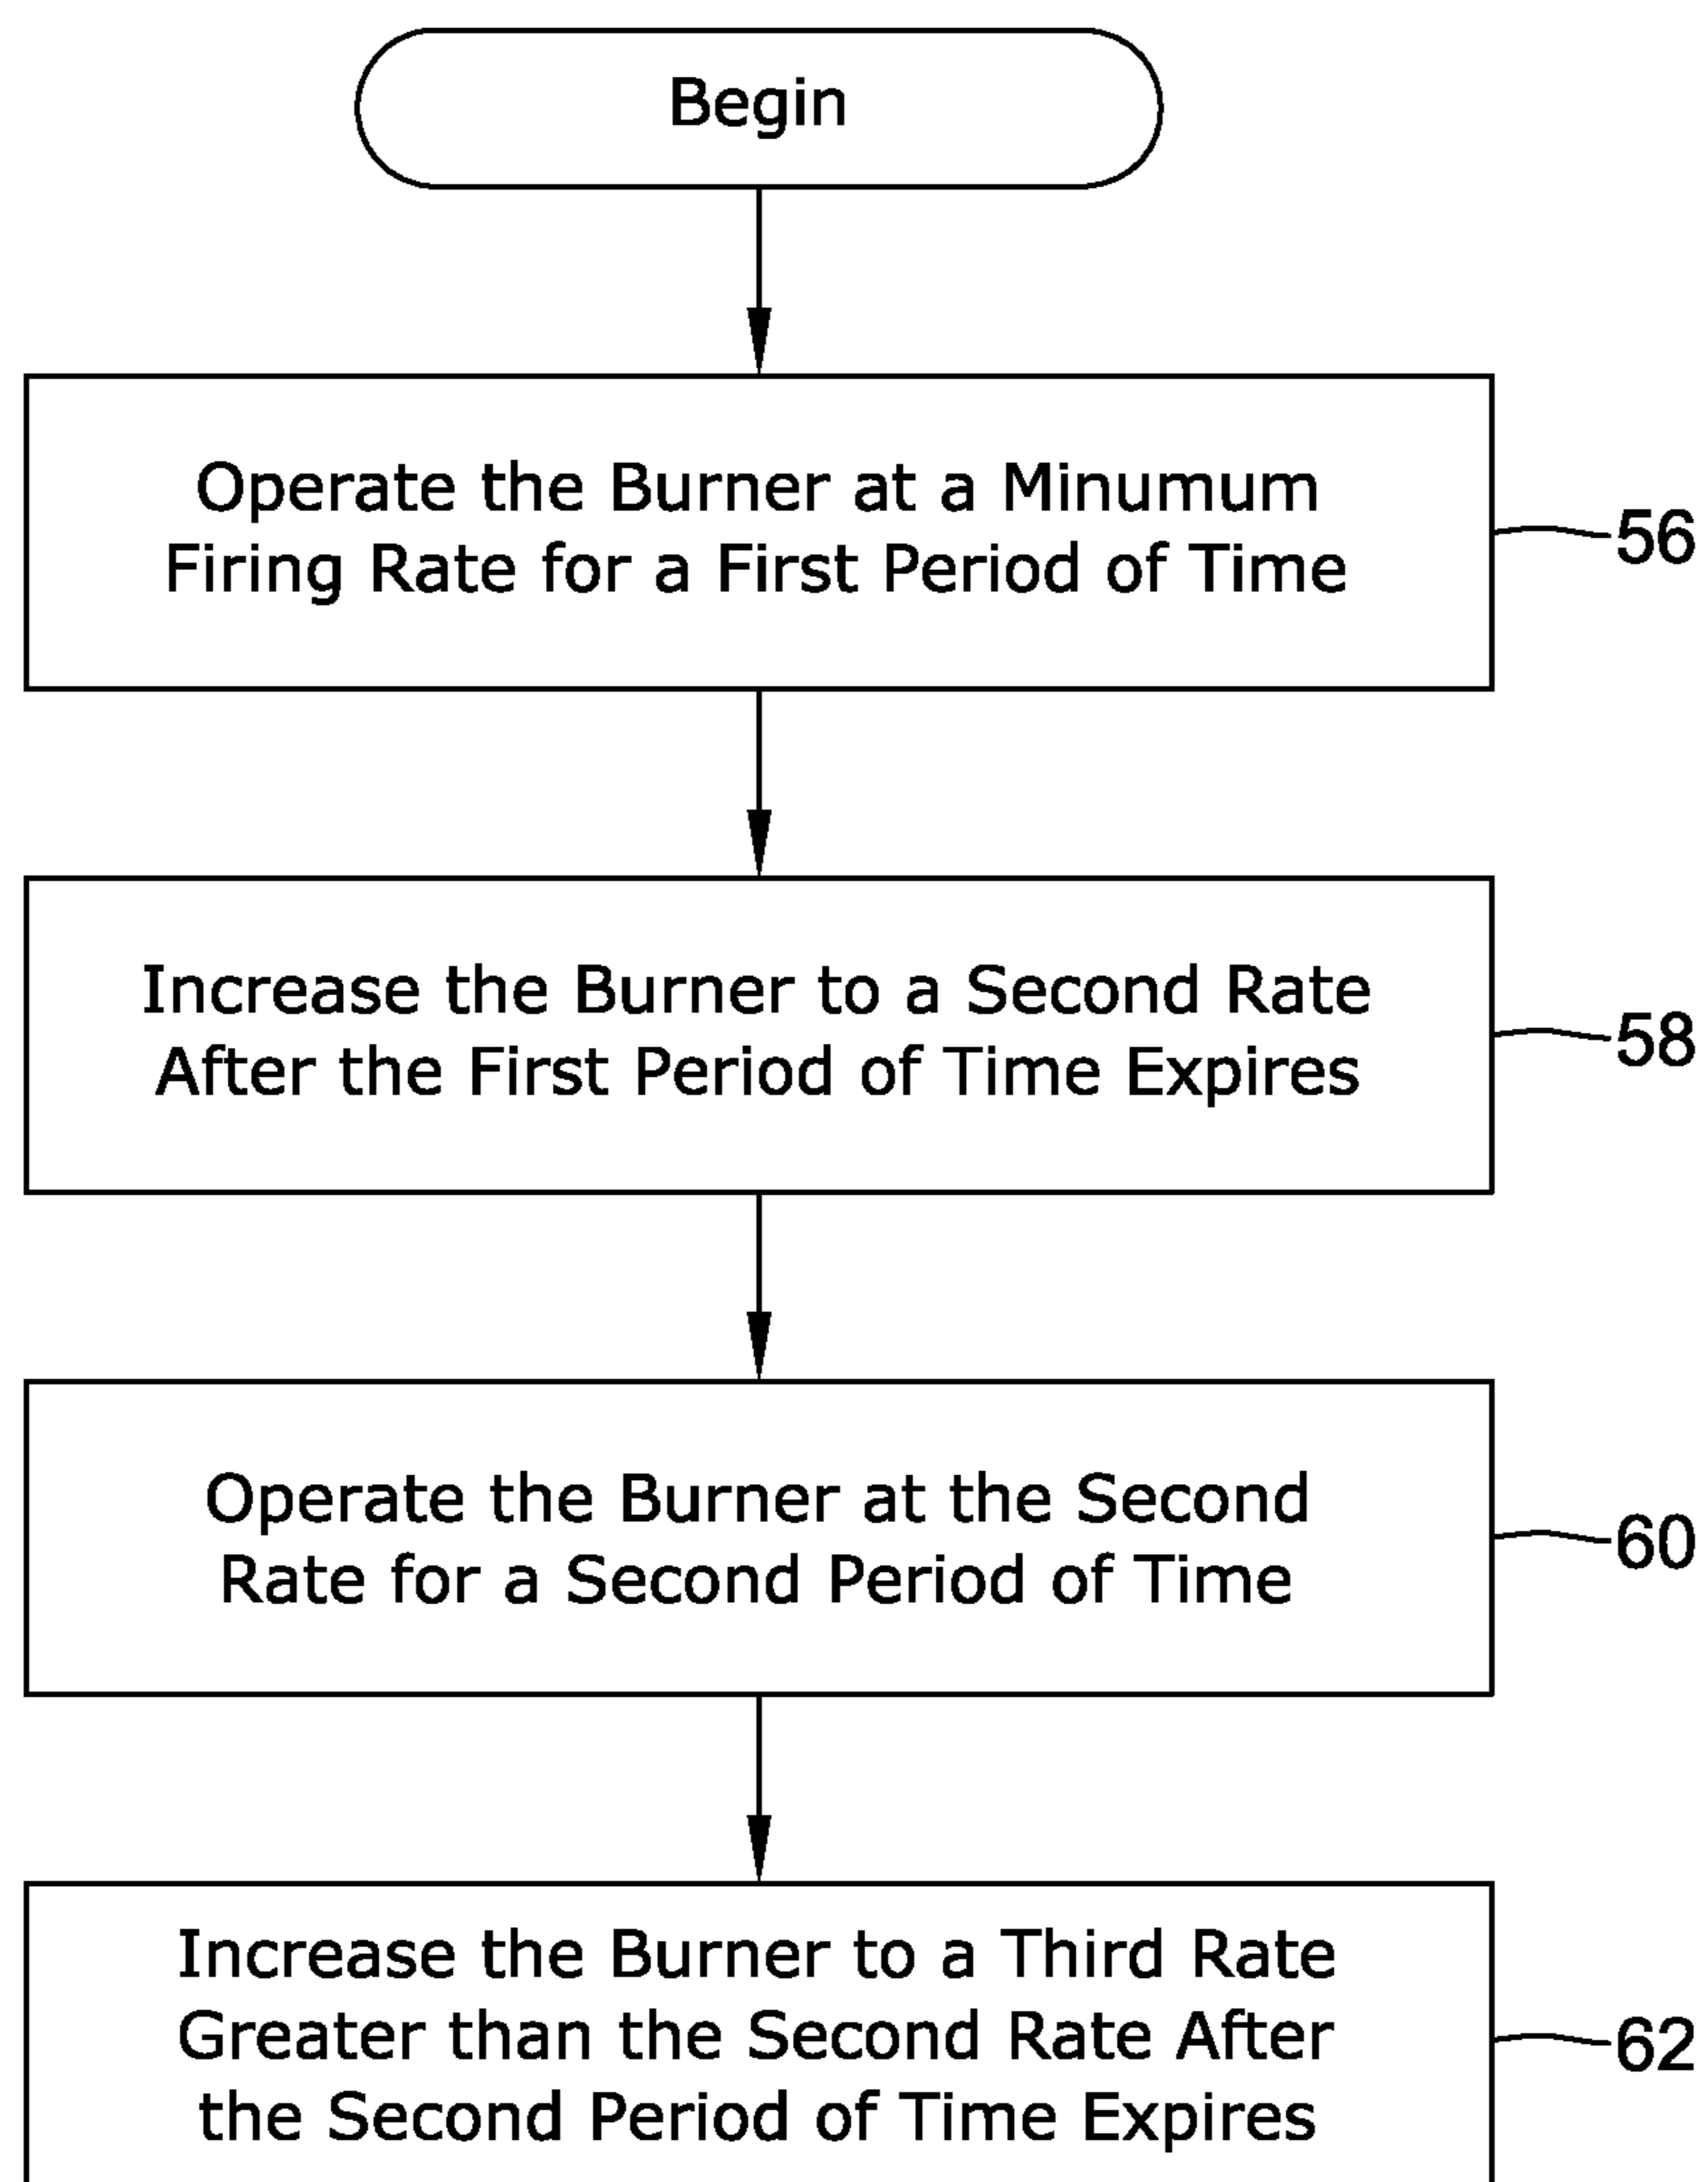 Begin
Operate the Burner at a Minumum
Firing Rate for a First Period of Time
56
Increase the Burner to a Second Rate
After the First Period of Time Expires
58
Operate the Burner at the Second
Rate for a Second Period of Time
60
Increase the Burner to a Third Rate
Greater than the Second Rate After
the Second Period of Time Expires
62